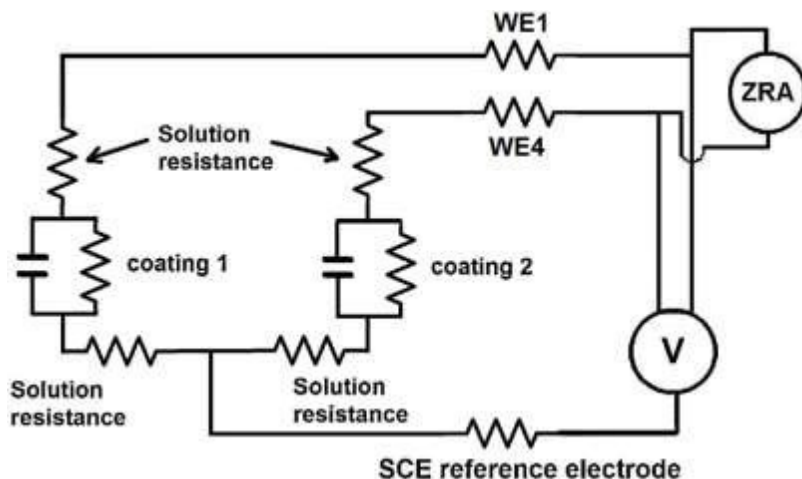 WE1
ZRA
Solution
resistance
WE4
coating 1
coating 2
V
Solution
resistance
Solution
resistance
SCE reference electrode